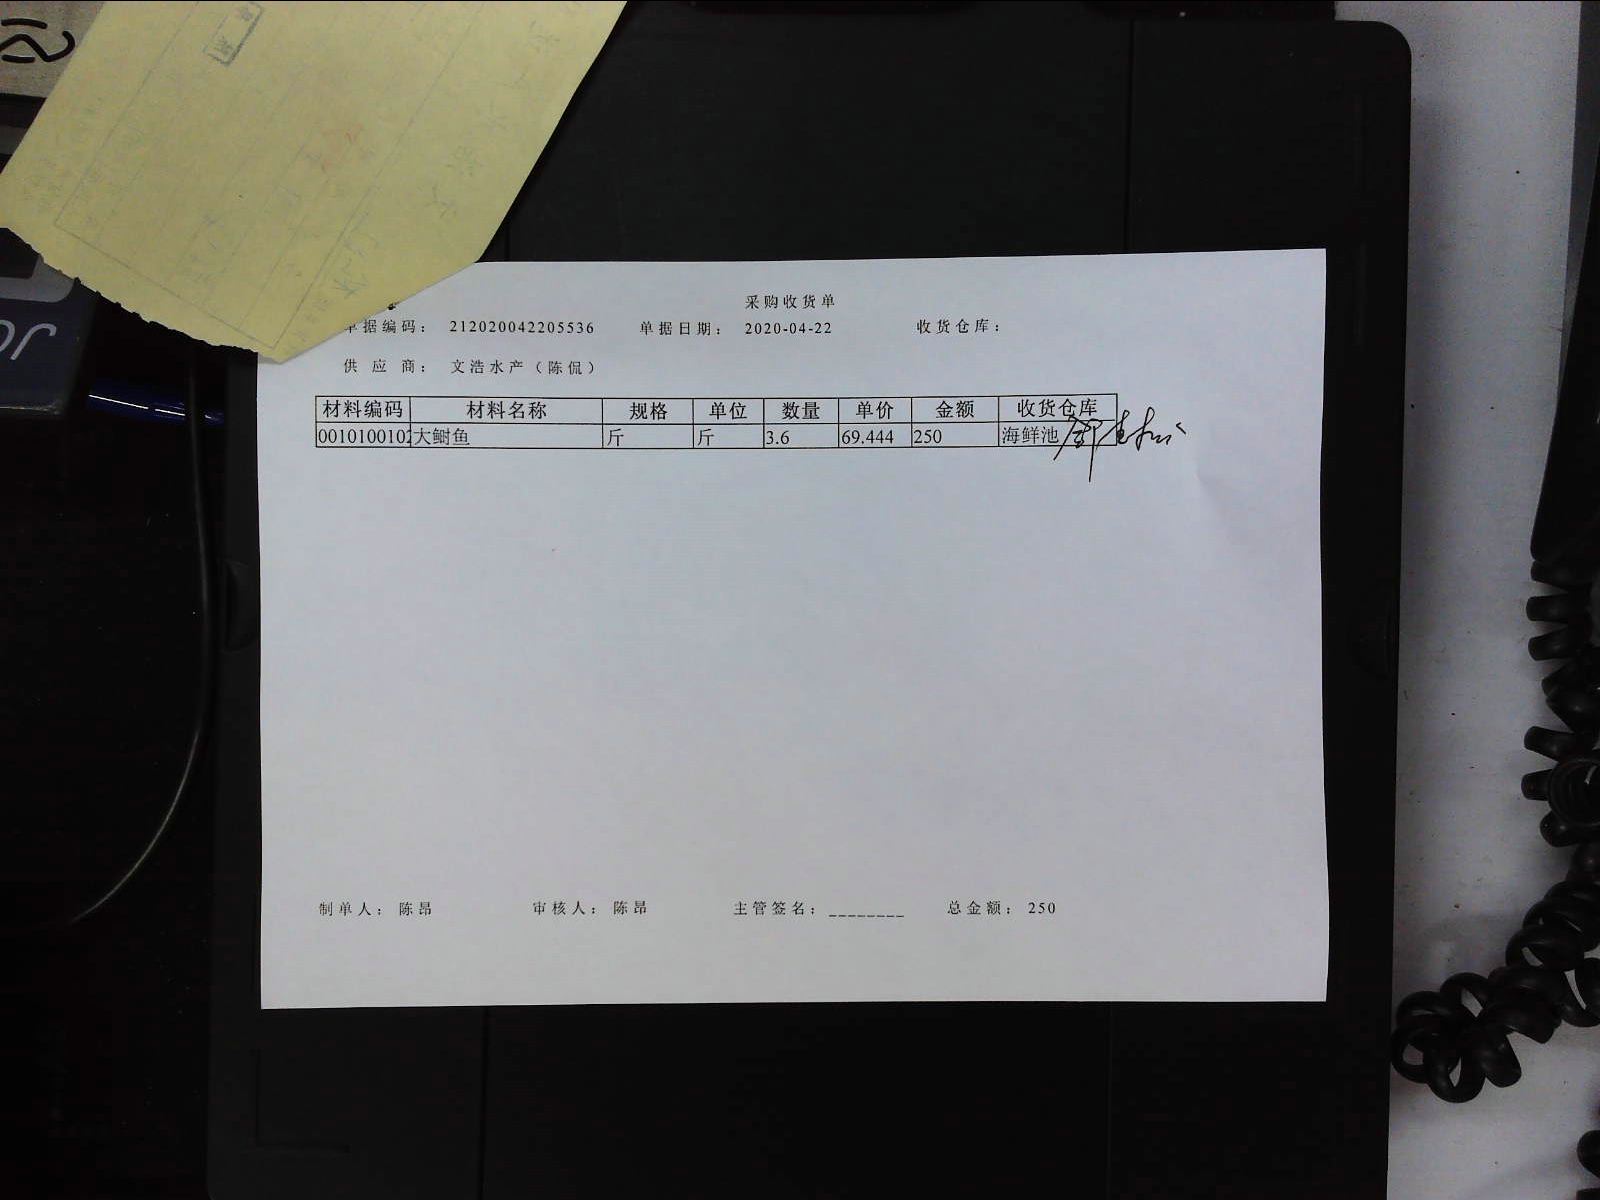 采购收货单
单据编码： 212020042205536 单据日期： 2020-04-22 收货仓库：
供 应 商： 文浩水产（陈侃）
材料编码 材料名称 规格 单位 数量 单价 金额 收货仓库
0010100102 大鲋鱼 斤 斤 3.6 69.444 250 海鲜池
制单人： 陈昂 审核人： 陈昂 主管签名： ________ 总金额： 250